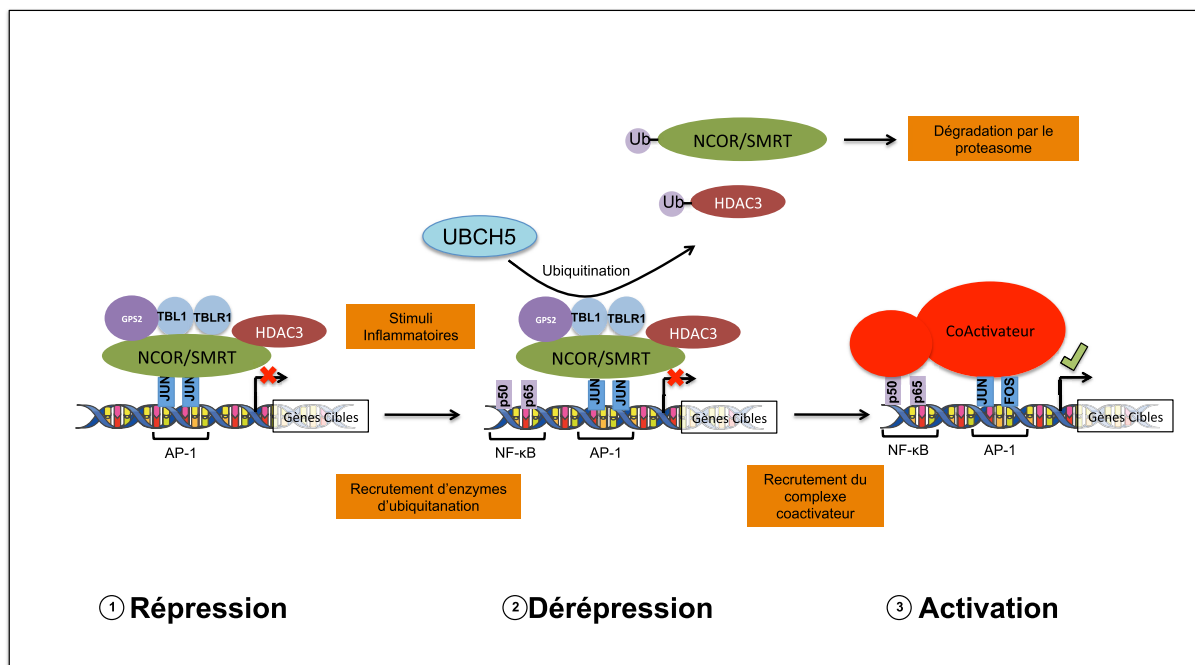 Ub
NCOR/SMRT
Dégradation par le
proteasome
Ub
HDAC3
UBCH5
Ubiquitination
GPS2
TBL1
TBLR1
HDAC3
NCOR/SMRT
JUN
JUN
Gènes Cibles
AP-1
Stimuli
Inflammatoires
Recrutement d'enzymes
d'ubiquitanation
GPS2
TBL1
TBLR1
HDAC3
NCOR/SMRT
p50
p65
JUN
JUN
Gènes Cibles
NF-κB
AP-1
Recrutement du
complexe
coactivateur
CoActivateur
p50
p65
JUN
FOS
Gènes Cibles
NF-κB
AP-1
1 Répression
2 Dérépression
3 Activation